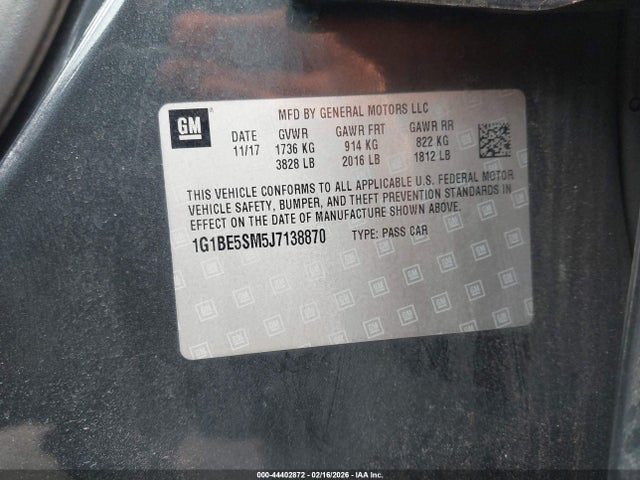 MFD BY GENERAL MOTORS LLC
GM
DATE GVWR GAWR FRT GAWR RR
11/17 1736 KG 914 KG 822 KG
3828 LB 2016 LB 1812 LB
THIS VEHICLE CONFORMS TO ALL APPLICABLE U.S. FEDERAL MOTOR
VEHICLE SAFETY, BUMPER, AND THEFT PREVENTION STANDARDS IN
EFFECT ON THE DATE OF MANUFACTURE SHOWN ABOVE.
1G1BE5SM5J7138870 TYPE: PASS CAR
000-44402872 - 02/16/2026 - IAA Inc.